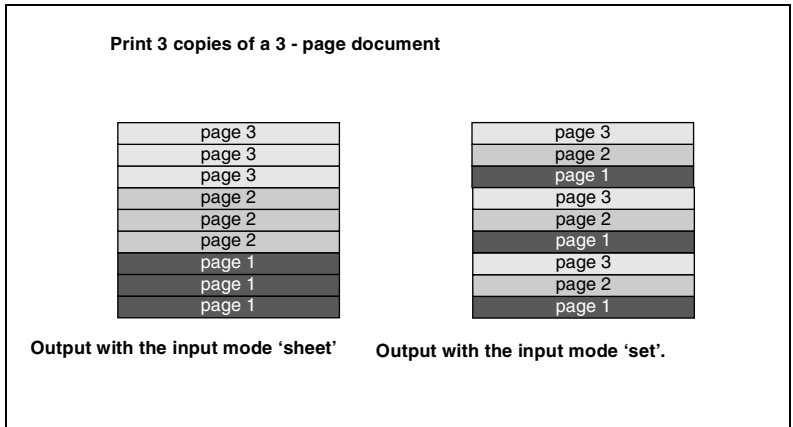 Print 3 copies of a 3 - page document
page 3
page 3
page 3
page 2
page 2
page 2
page 1
page 1
page 1
Output with the input mode ‘sheet’
page 3
page 2
page 1
page 3
page 2
page 1
page 3
page 2
page 1
Output with the input mode ‘set’.